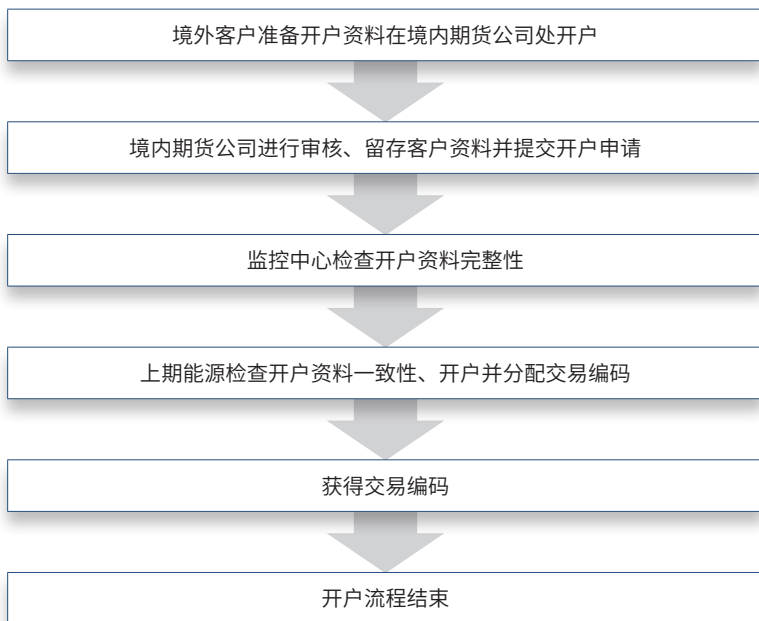 境外客户准备开户资料在境内期货公司处开户
境内期货公司进行审核、留存客户资料并提交开户申请
监控中心检查开户资料完整性
上期能源检查开户资料一致性、开户并分配交易编码
获得交易编码
开户流程结束